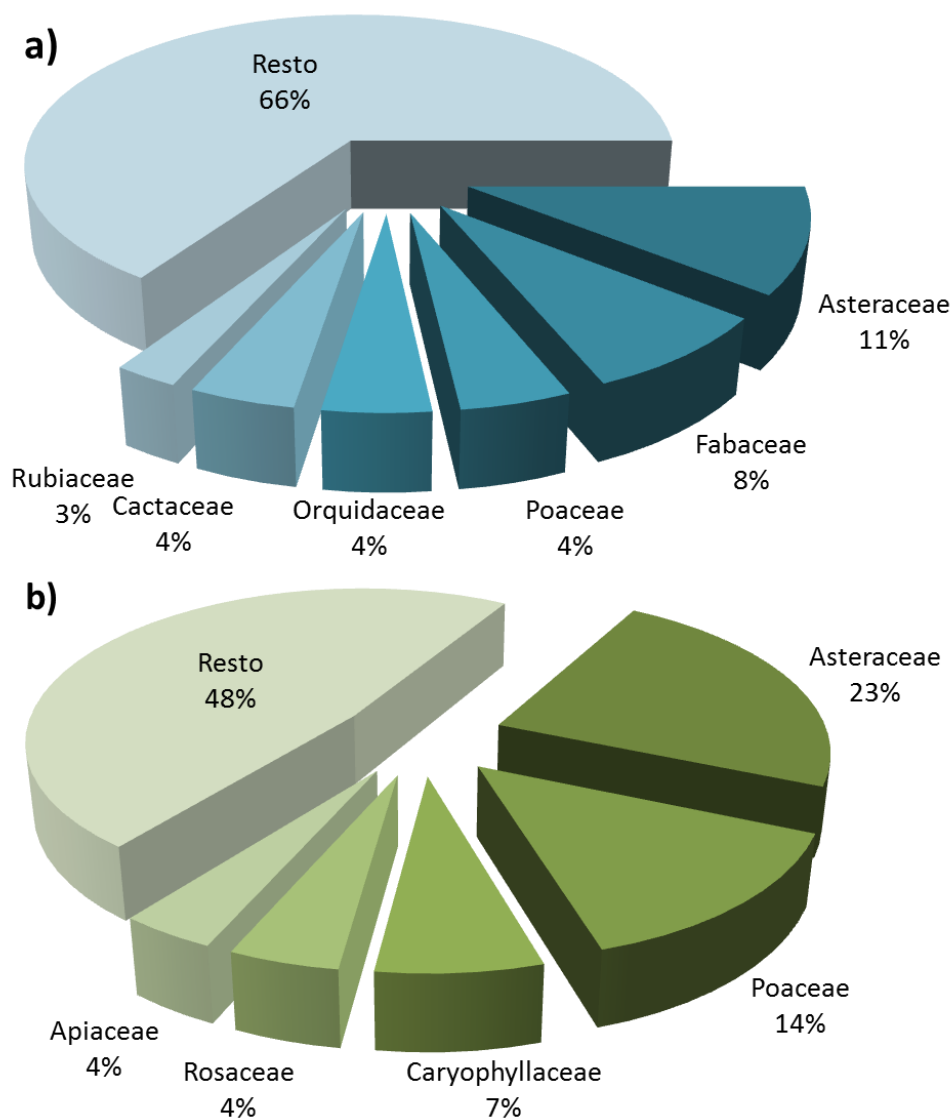 a)
Resto
66%
Asteraceae
11%
Fabaceae
8%
Poaceae
4%
Orquidaceae
4%
Cactaceae
4%
Rubiaceae
3%
b)
Resto
48%
Asteraceae
23%
Poaceae
14%
Caryophyllaceae
7%
Rosaceae
4%
Apiaceae
4%